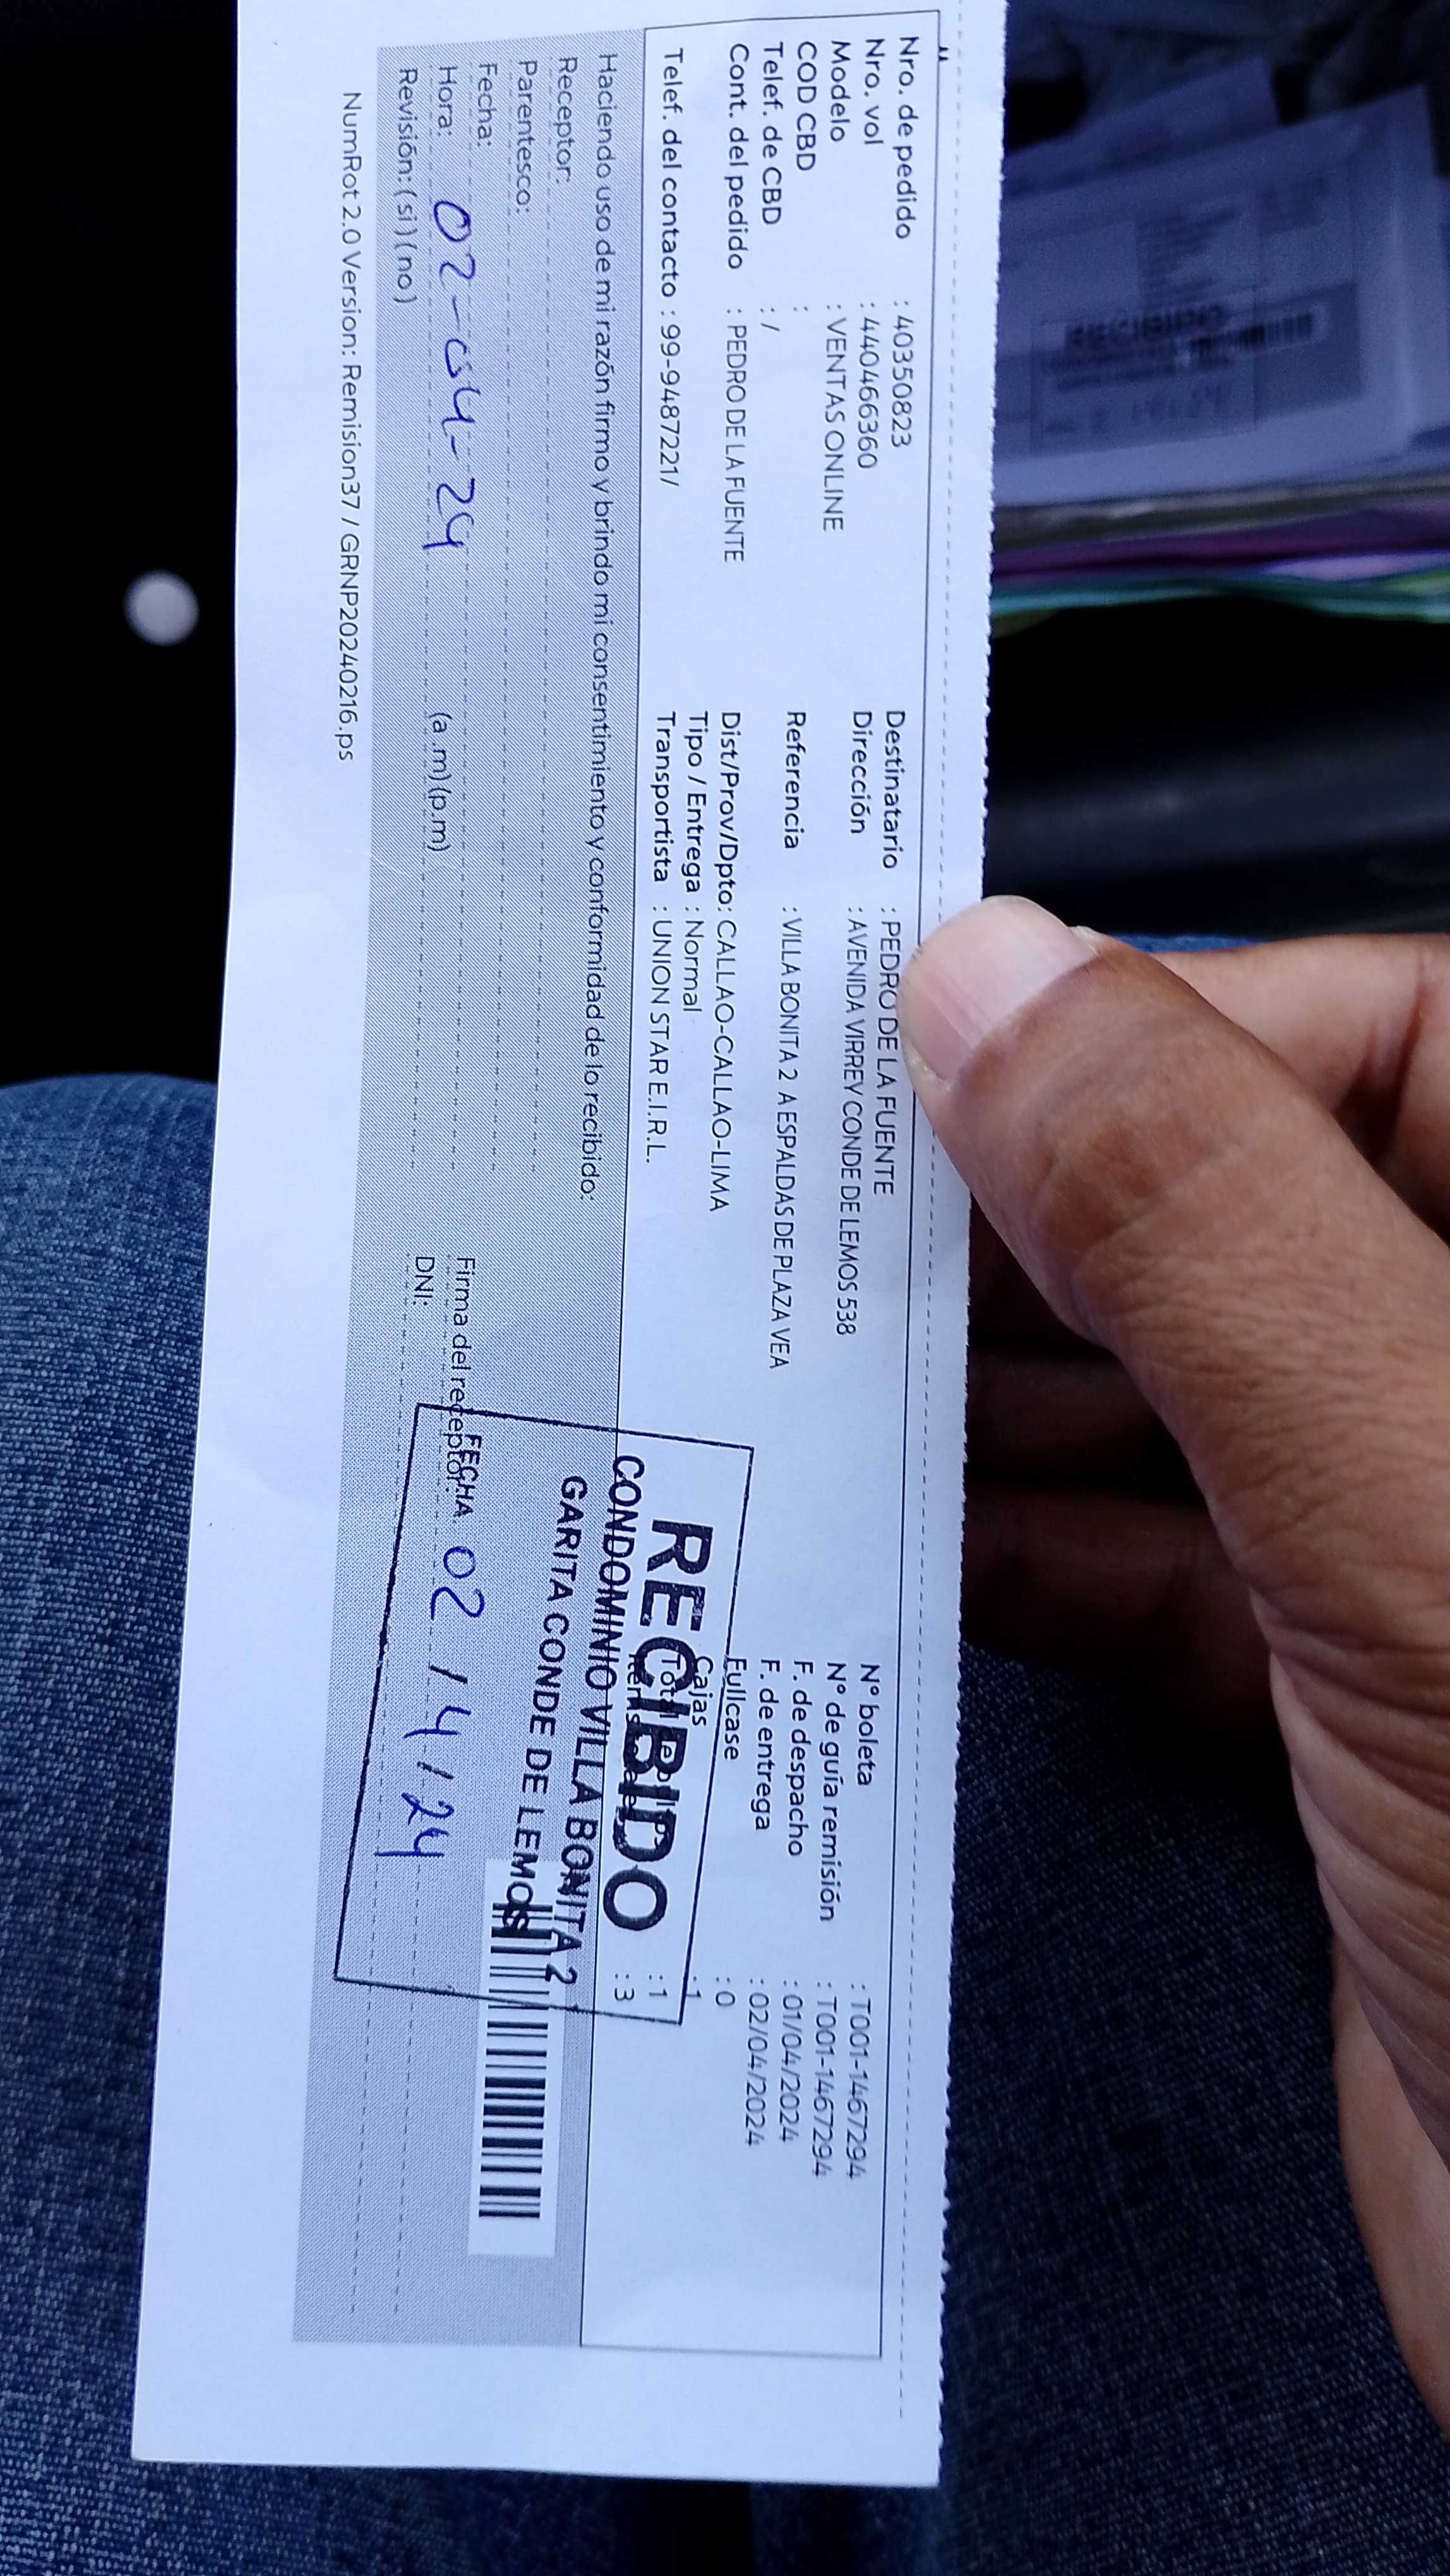 Nro. de pedido : 40350823
Nro. vol : 440466360
Modelo : VENTAS ONLINE
COD CBD :
Telef. de CBD : /
Cont. del pedido : PEDRO DE LA FUENTE
Telef. del contacto : 99-9487221/
Destinatario : PEDRO DE LA FUENTE
Dirección : AVENIDA VIRREY CONDE DE LEMOS 538
Referencia : VILLA BONITA 2 A ESPALDAS DE PLAZA VEA
Dist/Prov/Dpto: CALLAO-CALLAO-LIMA
Tipo / Entrega : Normal
Transportista : UNION STAR E.I.R.L.
N° boleta : T001-1467294
N° de guía remisión : T001-1467294
F. de despacho : 01/04/2024
F. de entrega : 02/04/2024
Fullcase : 0
Cajas : 1
: 1
: 3
Haciendo uso de mi razón firmo y brindo mi consentimiento y conformidad de lo recibido:
Receptor:
Parentesco:
Fecha:
Hora: 02-04-24 (a.m)(p.m)
Revisión: (si) (no)
Firma del receptor:
DNI:
RECIBIDO
CONDOMINIO VILLA BONITA 2
GARITA CONDE DE LEMOS
FECHA 02/4/24
NumRot 2.0 Version: Remision37 / GRNP20240216.ps